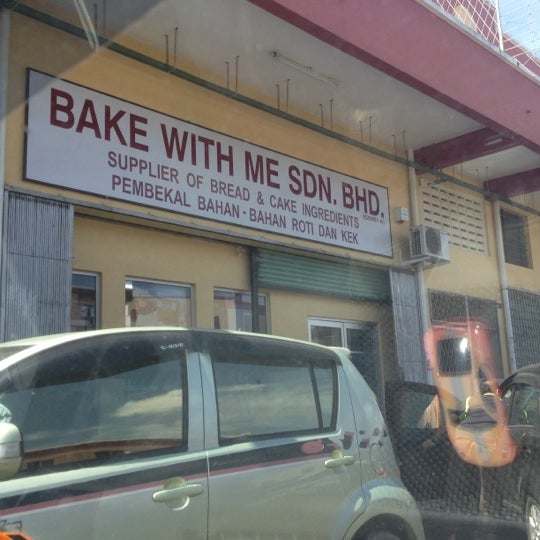 BAKE WITH ME SDN. BHD.
SUPPLIER OF BREAD & CAKE INGREDIENTS
PEMBEKAL BAHAN - BAHAN ROTI DAN KEK